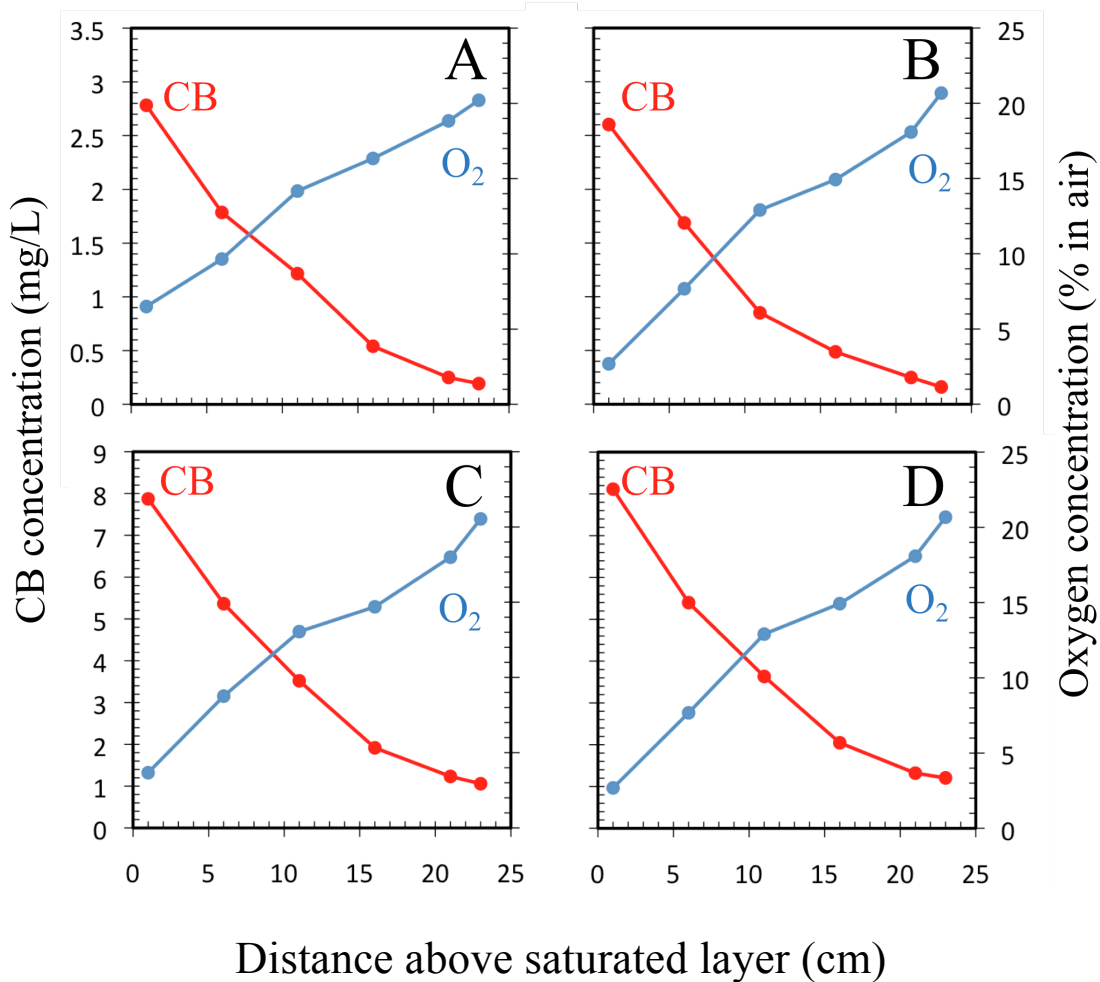 A
B
CB
CB
O2
O2
3.5
3
2.5
2
1.5
1
0.5
0
25
20
15
10
5
0
CB concentration (mg/L)
Oxygen concentration (% in air)
C
D
CB
CB
O2
O2
9
8
7
6
5
4
3
2
1
0
25
20
15
10
5
0
0 5 10 15 20 25
0 5 10 15 20 25
Distance above saturated layer (cm)